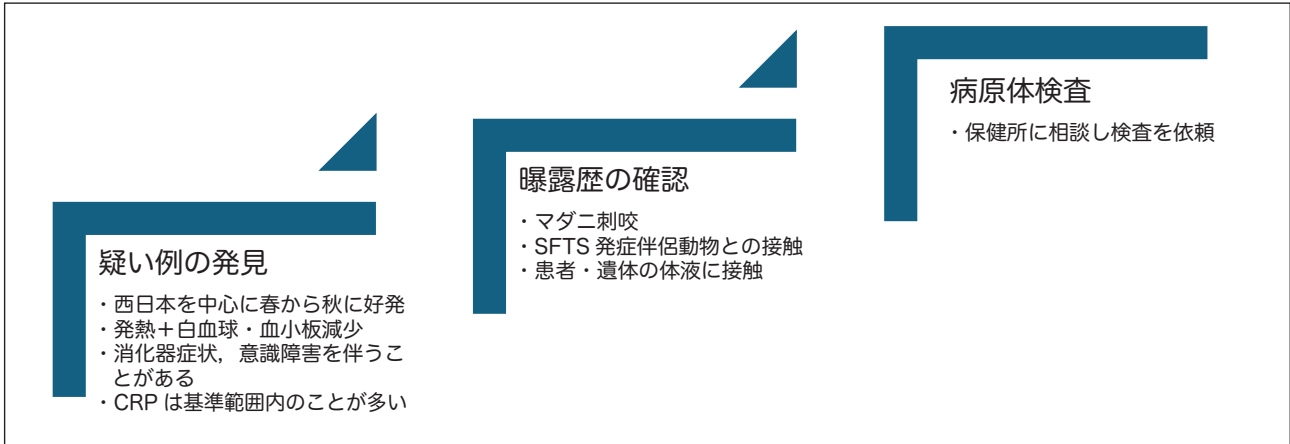 疑い例の発見
・西日本を中心に春から秋に好発
・発熱＋白血球・血小板減少
・消化器症状，意識障害を伴うこ
とがある
・CRP は基準範囲内のことが多い
曝露歴の確認
・マダニ刺咬
・SFTS 発症伴侶動物との接触
・患者・遺体の体液に接触
病原体検査
・保健所に相談し検査を依頼